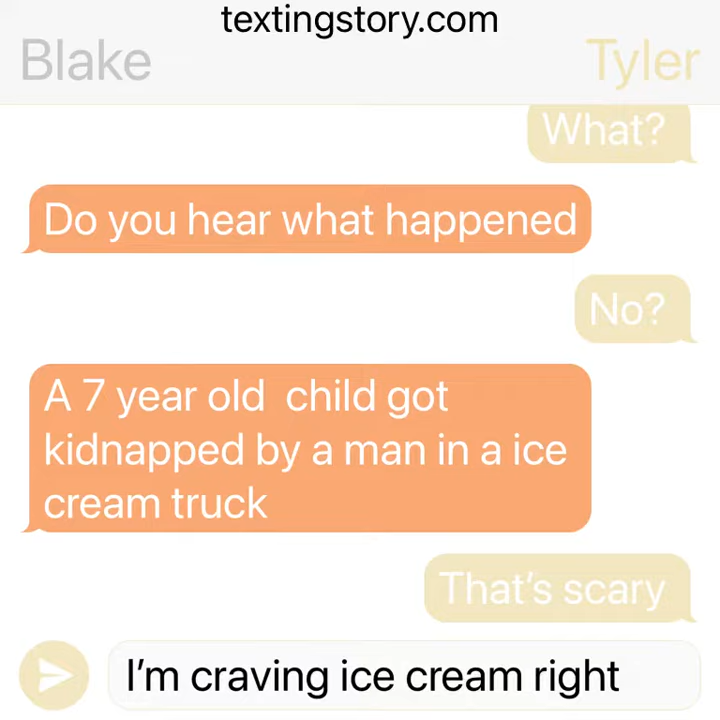 textingstory.com
Blake
Tyler
What?
Do you hear what happened
No?
A 7 year old  child got
kidnapped by a man in a ice
cream truck
That's scary
I'm craving ice cream right